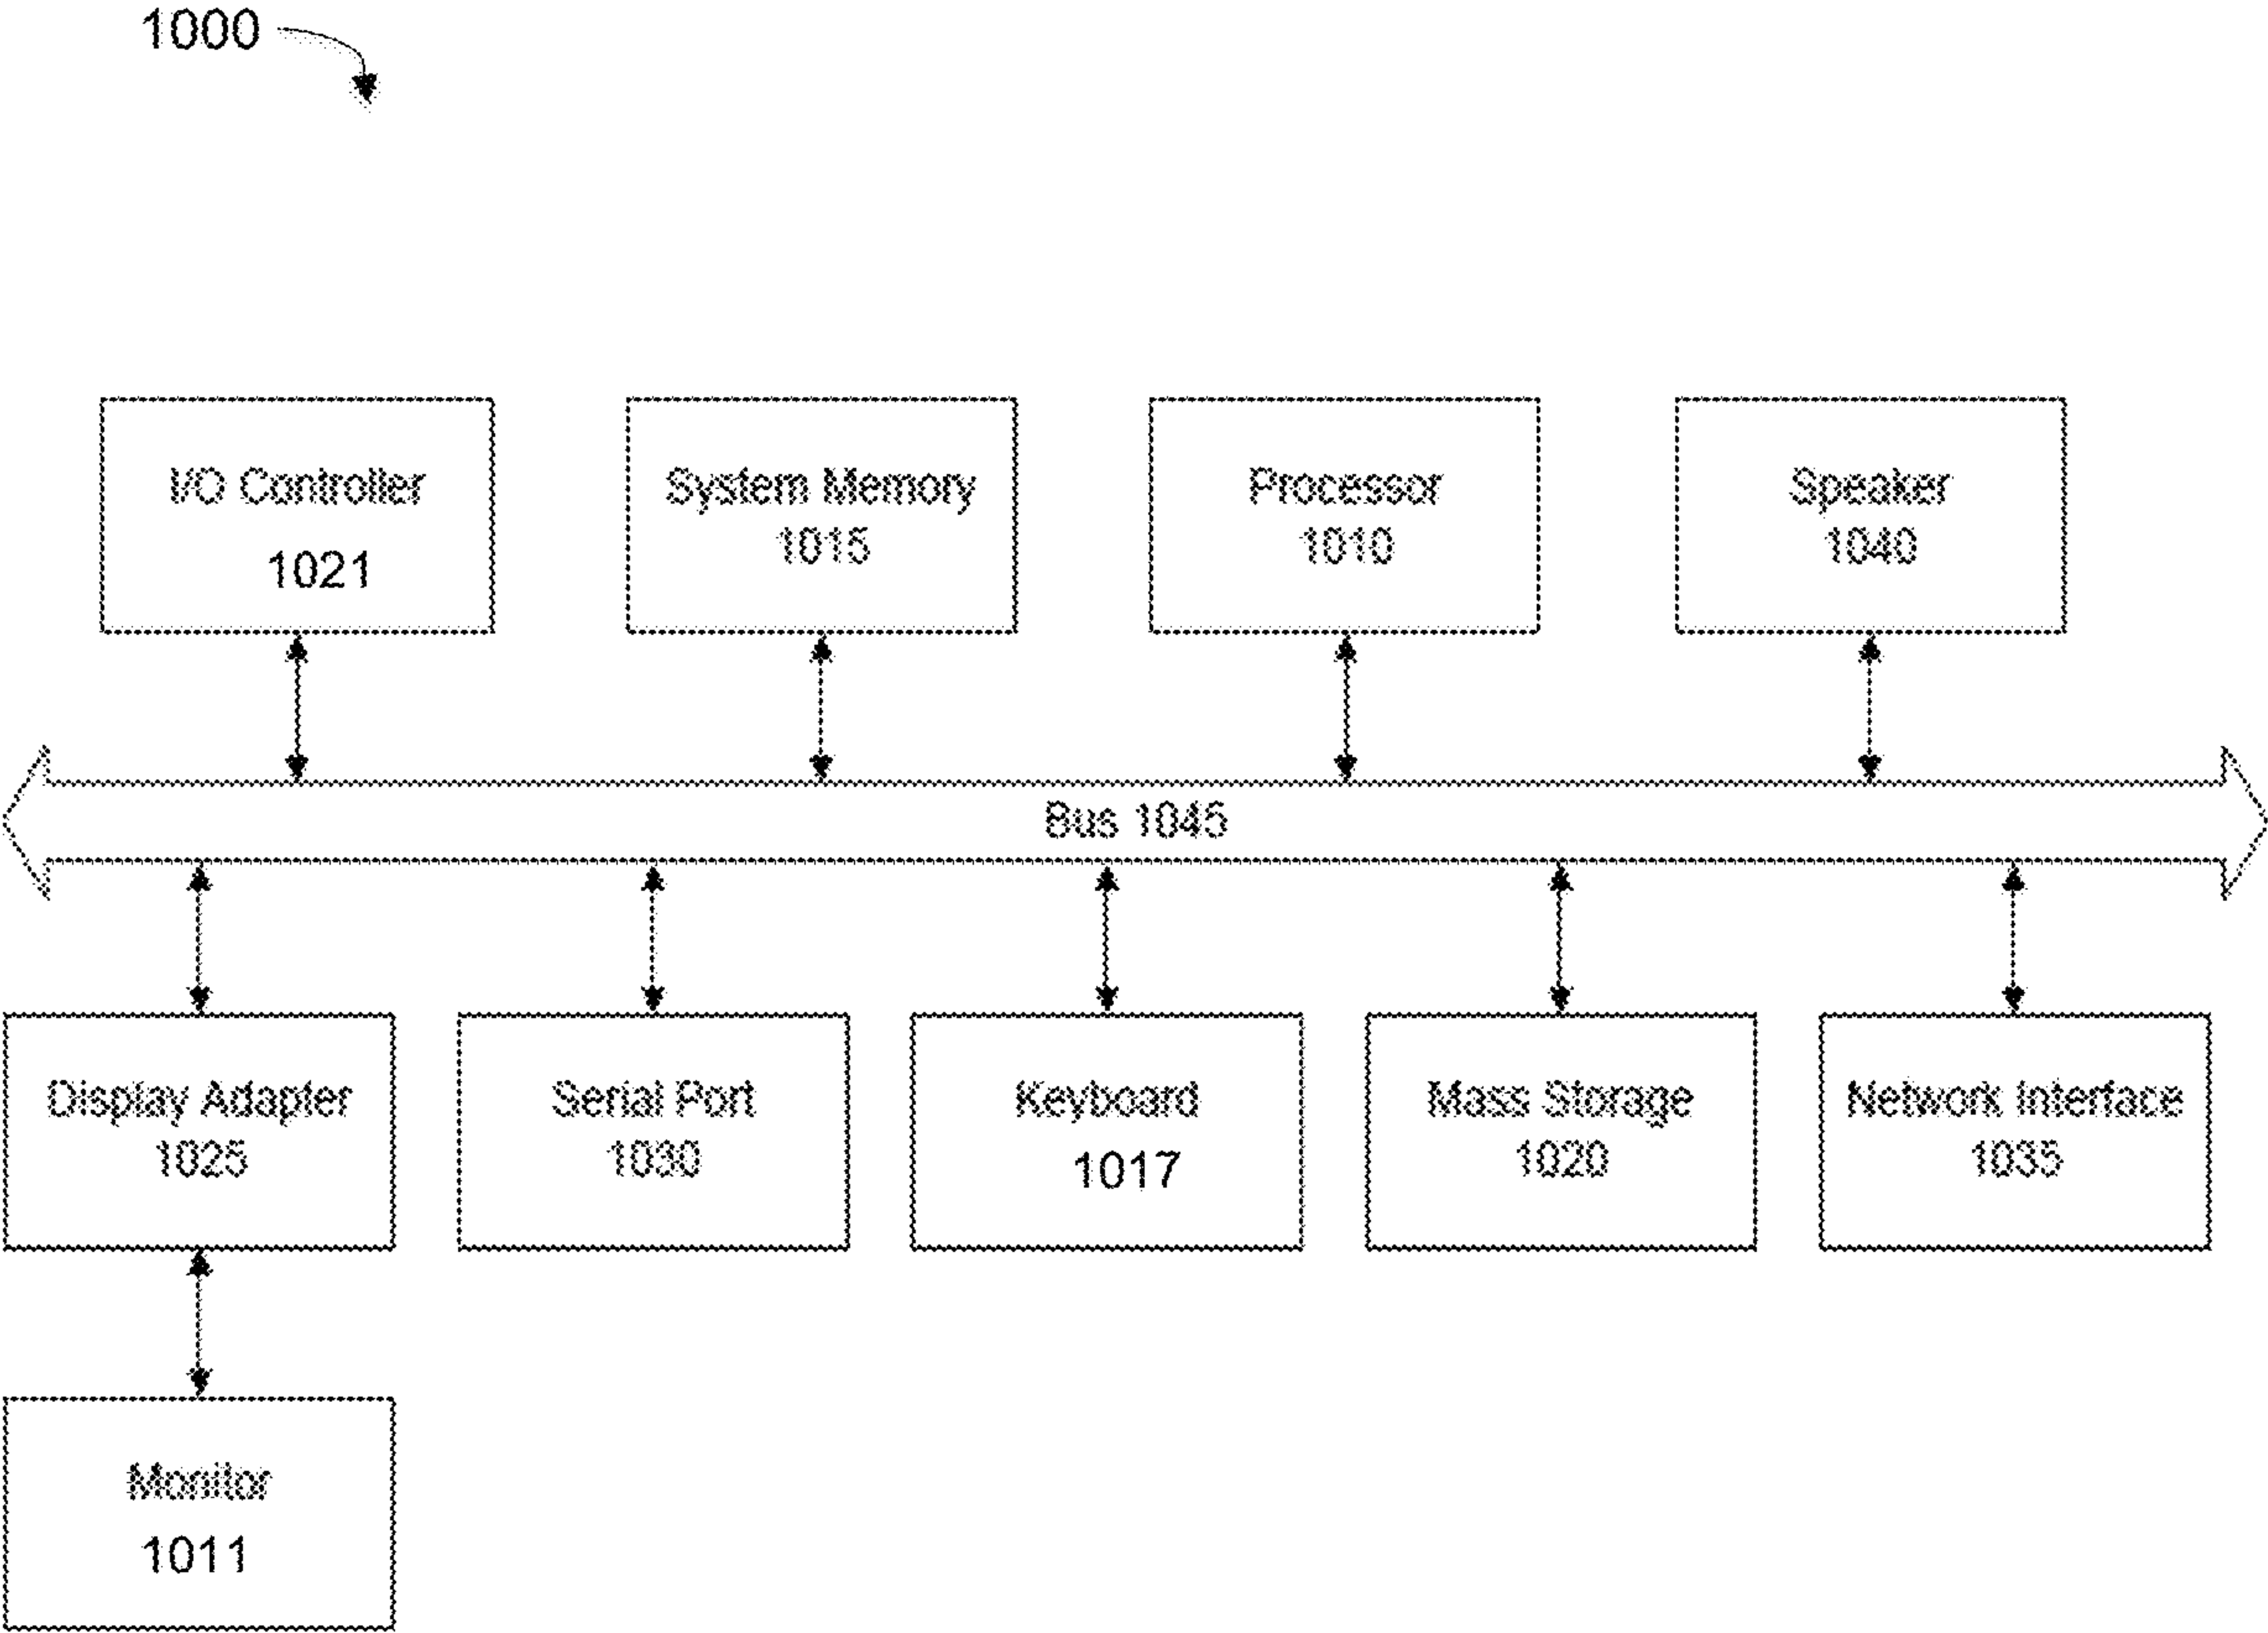 1000
I/O Controller
1021
System Memory
1015
Processor
1010
Speaker
1040
Bus 1045
Display Adapter
1025
Serial Port
1030
Keyboard
1017
Mass Storage
1020
Network Interface
1035
Monitor
1011